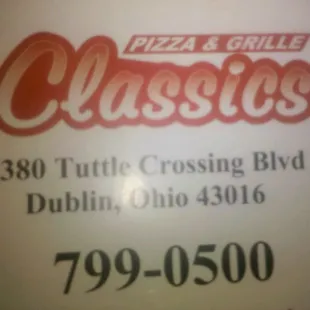 PIZZA & GRILLE
Classics
380 Tuttle Crossing Blvd
Dublin, Ohio 43016
799-0500